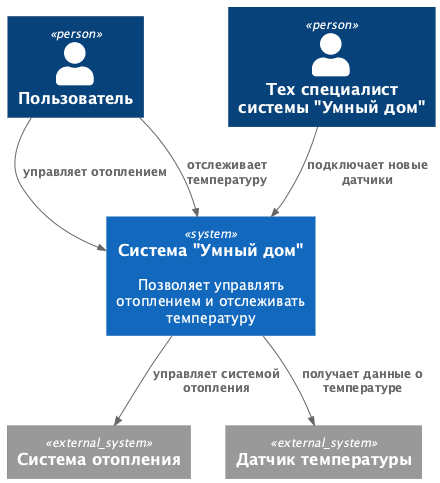 «person»
Пользователь
«person»
Тех специалист
системы "Умный дом"
управляет отоплением
отслеживает
температуру
подключает новые
датчики
«system»
Система "Умный дом"
Позволяет управлять
отоплением и отслеживать
температуру
управляет системой
отопления
получает данные о
температуре
«external_system»
Система отопления
«external_system»
Датчик температуры